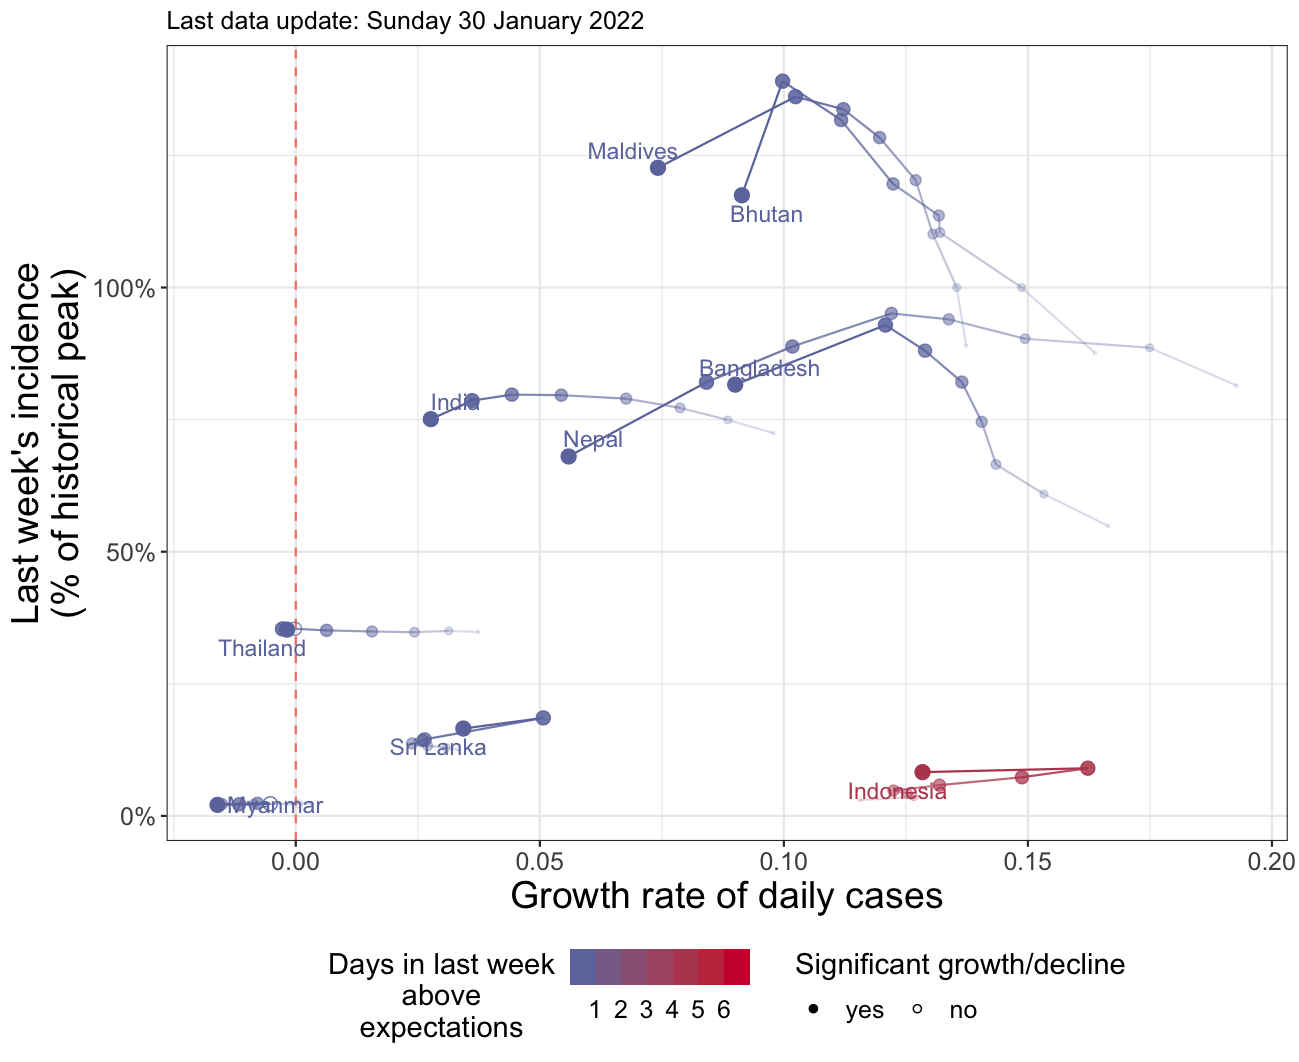 Last data update: Sunday 30 January 2022
Last week's incidence
(% of historical peak)
100%
50%
0%
Maldives
Bhutan
Bangladesh
India
Nepal
Thailand
Sri Lanka
Indonesia
Myanmar
0.00
0.05
0.10
0.15
0.20
Growth rate of daily cases
Days in last week
above
expectations
1 2 3 4 5 6
Significant growth/decline
yes
no